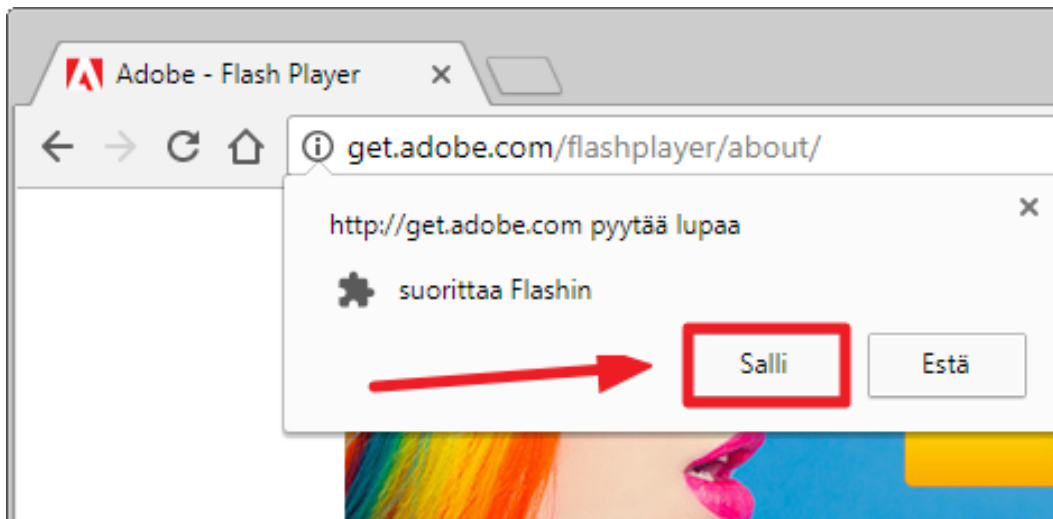 Adobe - Flash Player
get.adobe.com/flashplayer/about/
http://get.adobe.com pyytää lupaa
suorittaa Flashin
Salli
Estä